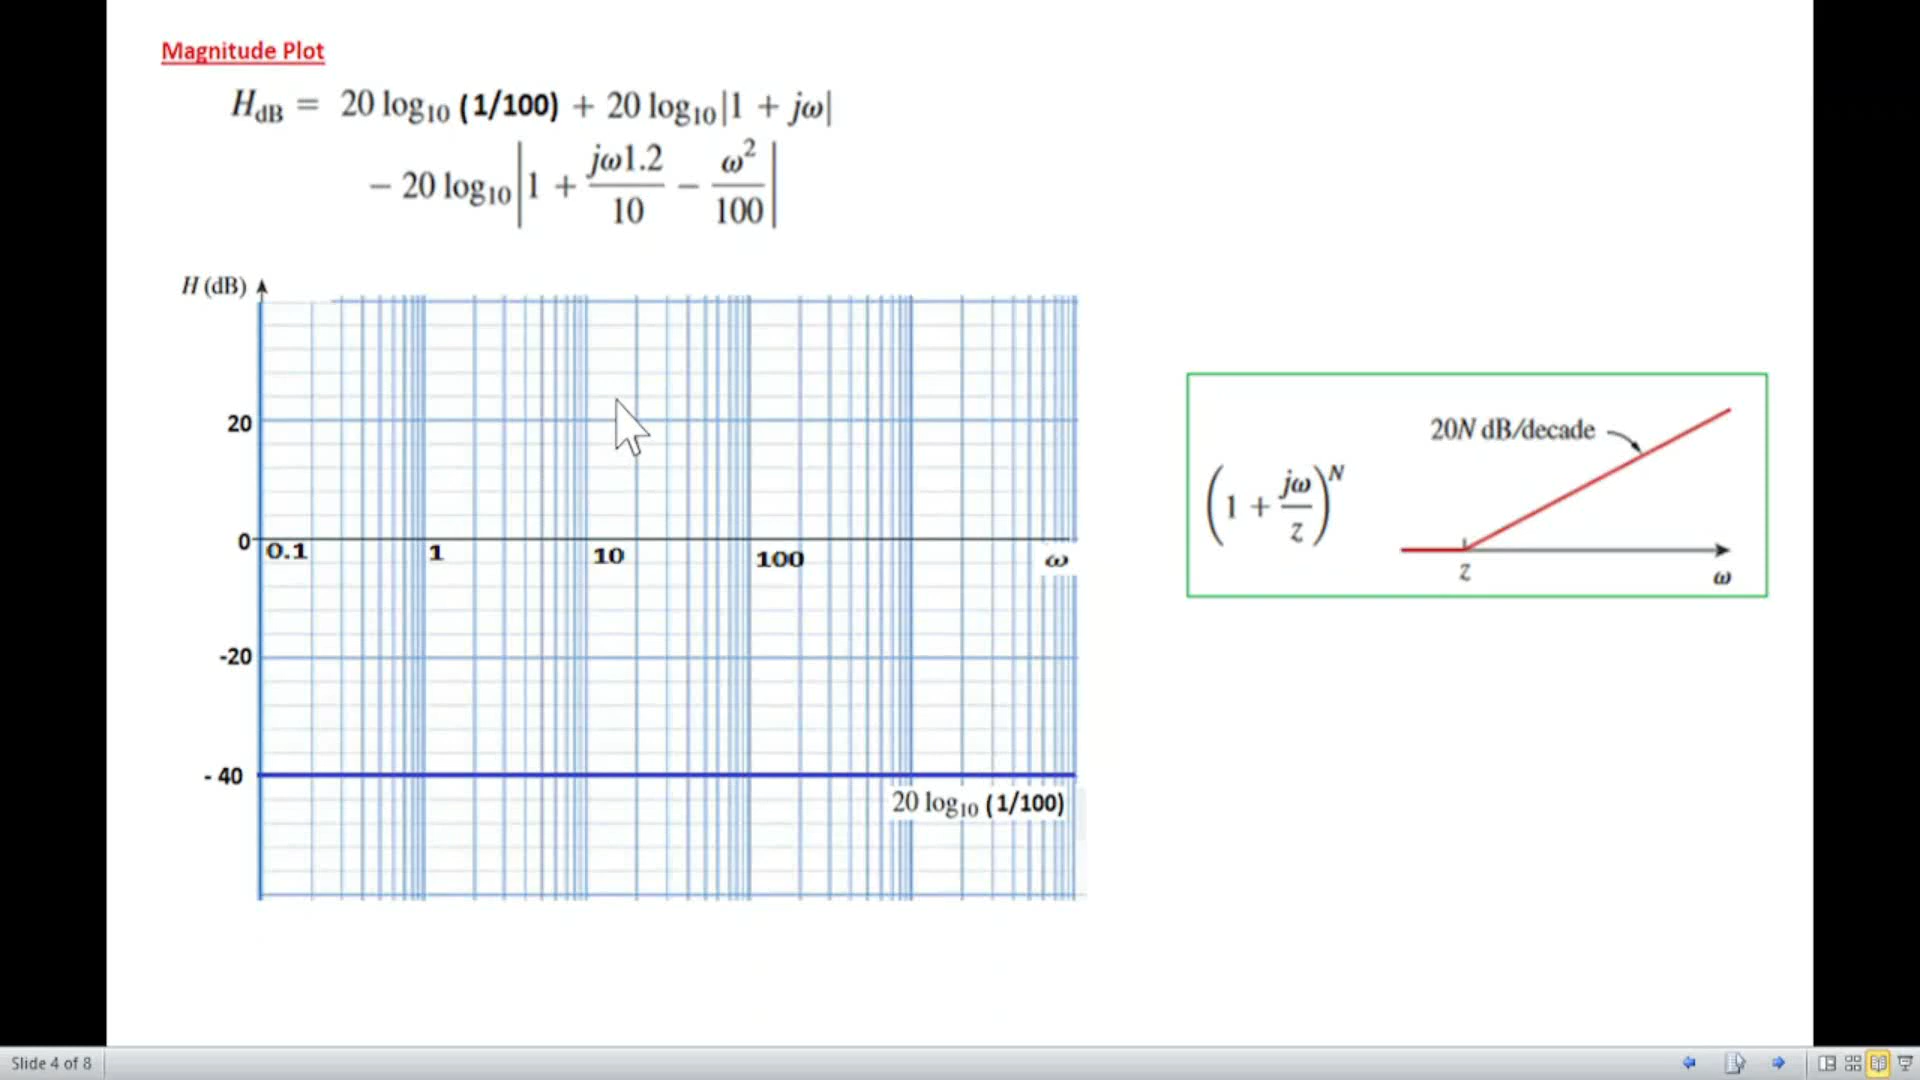 Magnitude Plot
H_dB = 20 log₁₀ (1/100) + 20 log₁₀|1 + jω|
− 20 log₁₀|1 + jω1.2/10 − ω²/100|
H (dB)
20
0
0.1 1 10 100 ω
-20
- 40
20 log₁₀ (1/100)
20N dB/decade
(1 + jω/z)^N
z
ω
Slide 4 of 8